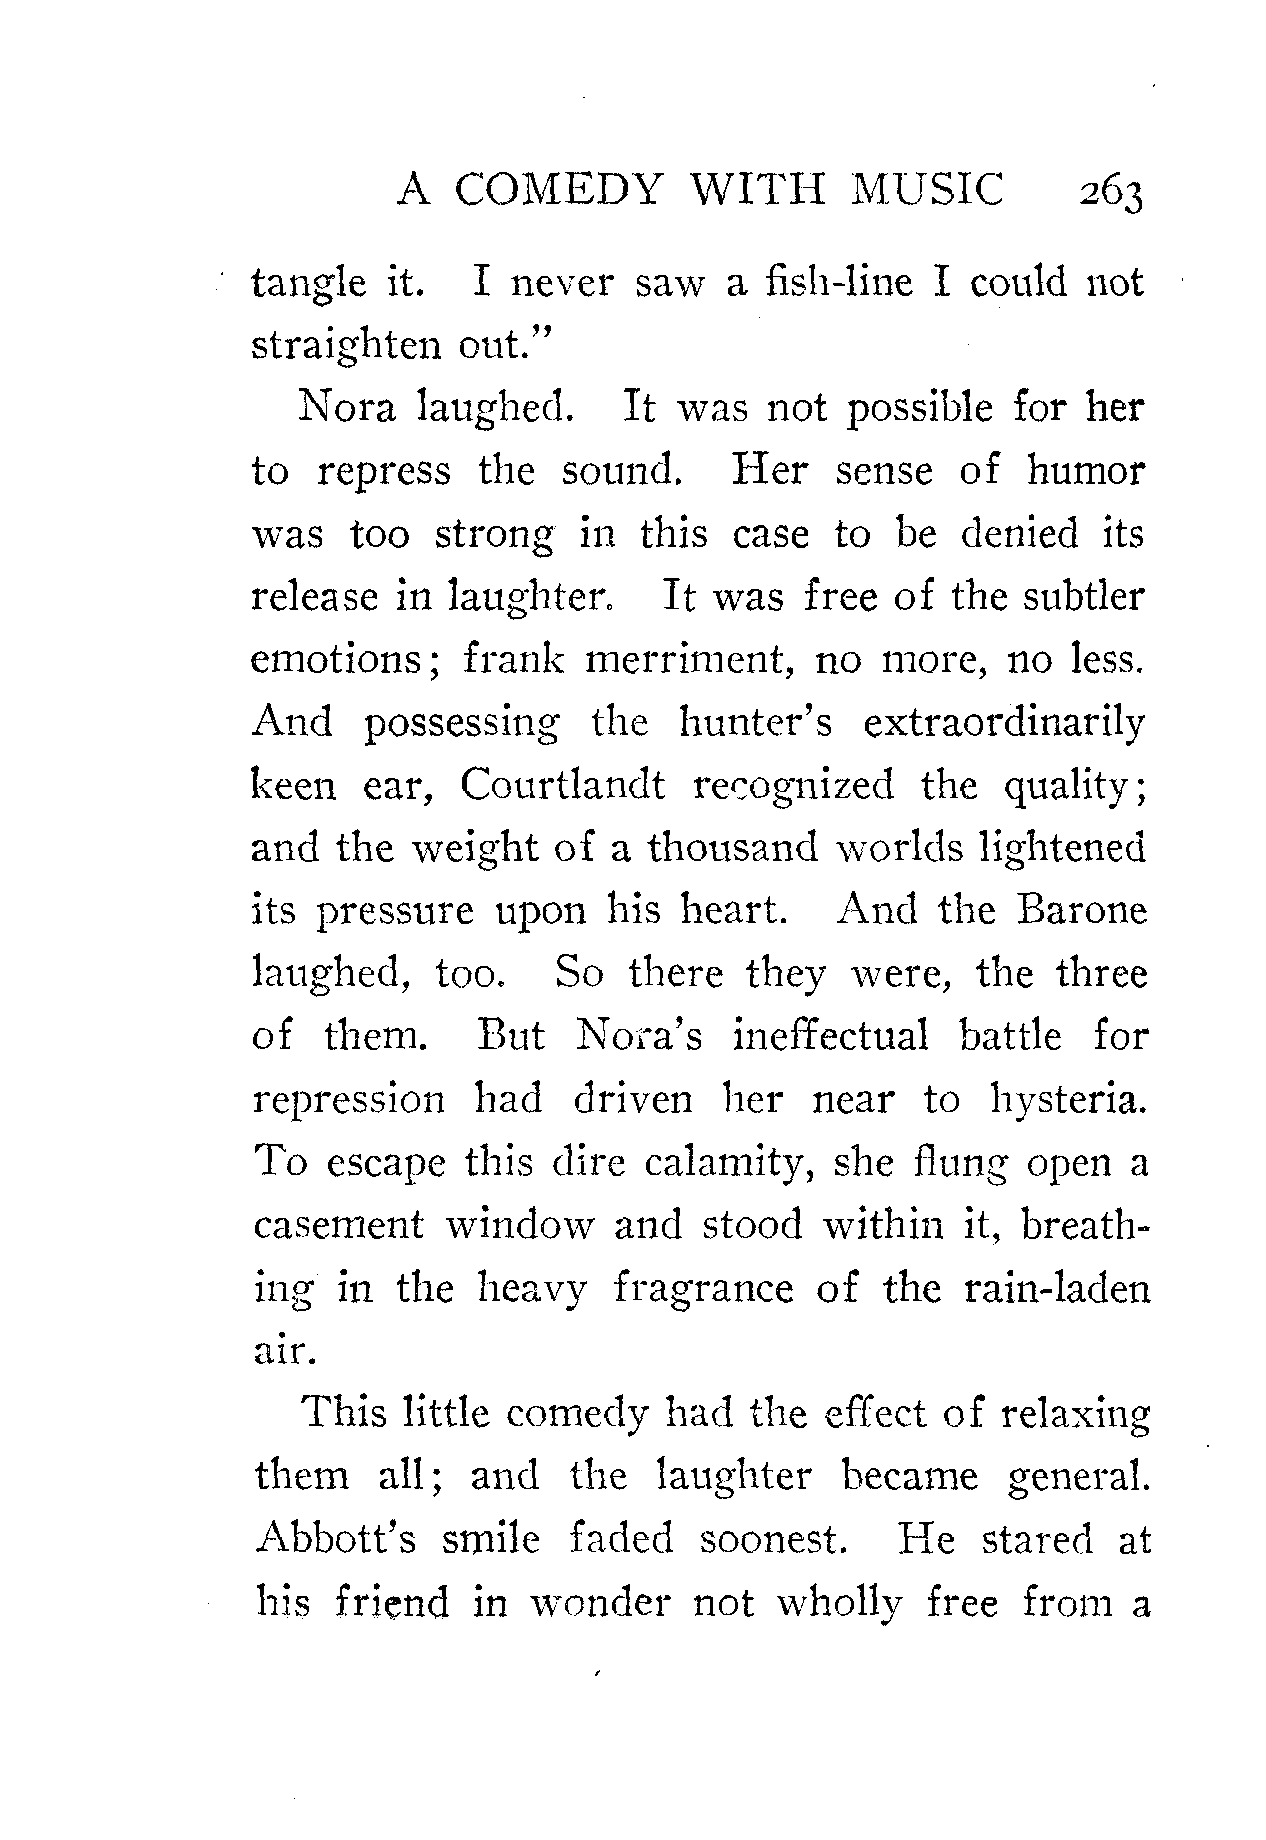 A COMEDY WITH MUSIC 263
tangle it. I never saw a fish-line I could not
straighten out."
Nora laughed. It was not possible for her
to repress the sound. Her sense of humor
was too strong in this case to be denied its
release in laughter. It was free of the subtler
emotions; frank merriment, no more, no less.
And possessing the hunter's extraordinarily
keen ear, Courtlandt recognized the quality;
and the weight of a thousand worlds lightened
its pressure upon his heart. And the Barone
laughed, too. So there they were, the three
of them. But Nora's ineffectual battle for
repression had driven her near to hysteria.
To escape this dire calamity, she flung open a
casement window and stood within it, breath-
ing in the heavy fragrance of the rain-laden
air.
This little comedy had the effect of relaxing
them all; and the laughter became general.
Abbott's smile faded soonest. He stared at
his friend in wonder not wholly free from a